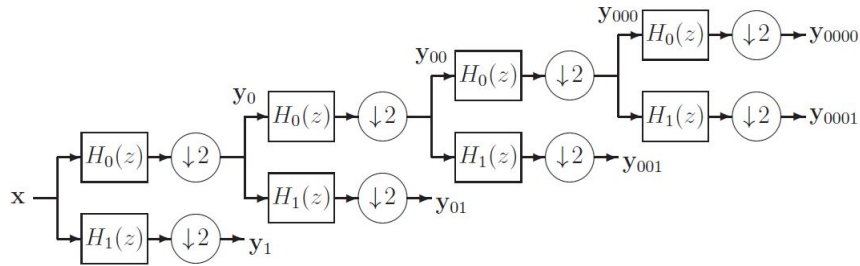 y₀₀₀ H₀(z) ↓2 y₀₀₀₀
y₀₀ H₀(z) ↓2
y₀ H₀(z) ↓2 H₁(z) ↓2 y₀₀₀₁
H₀(z) ↓2 H₁(z) ↓2 y₀₀₁
x H₁(z) ↓2 y₀₁
H₁(z) ↓2 y₁